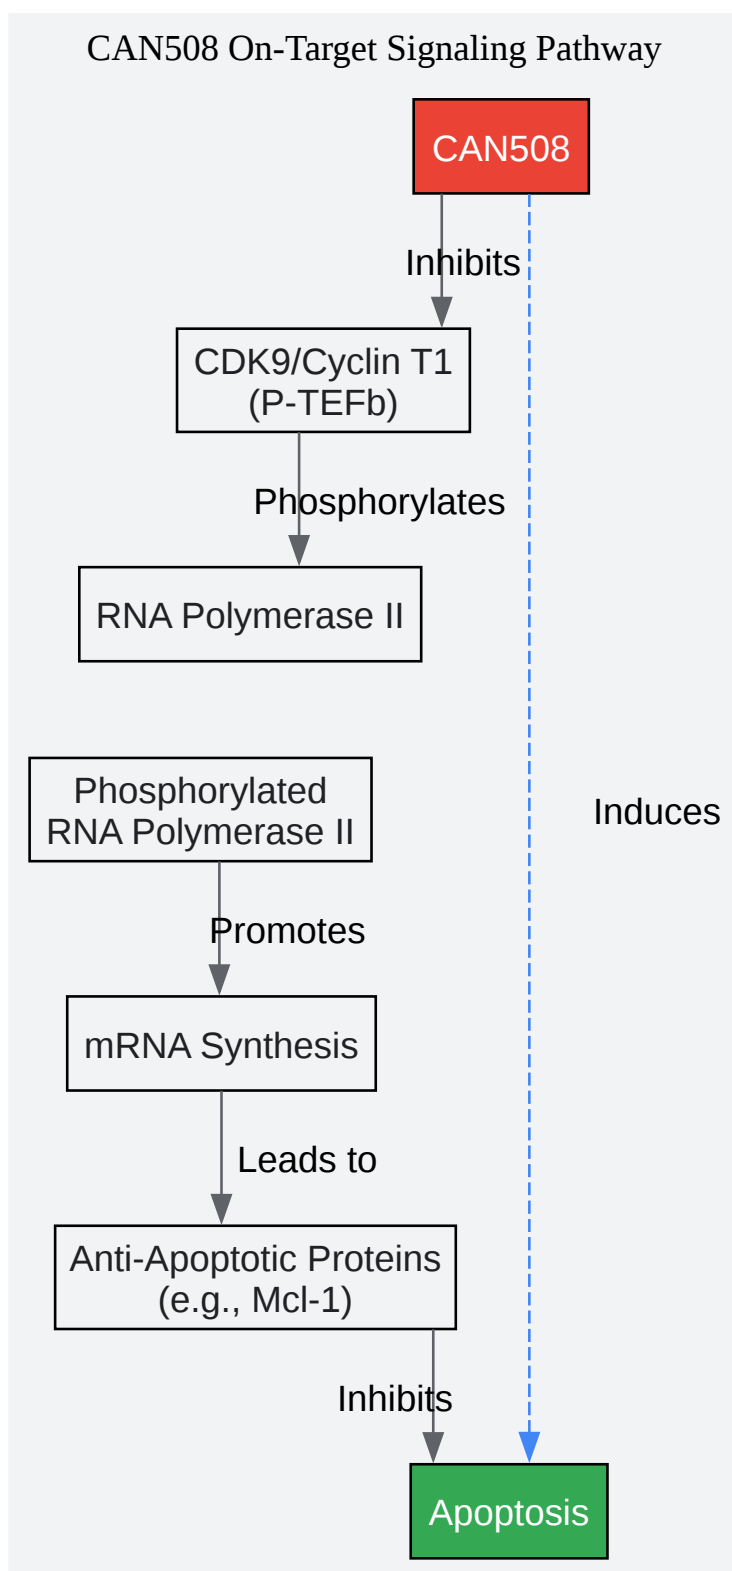 CAN508 On-Target Signaling Pathway
CAN508
Inhibits
CDK9/Cyclin T1
(P-TEFb)
Phosphorylates
RNA Polymerase II
Phosphorylated
RNA Polymerase II
Induces
Promotes
mRNA Synthesis
Leads to
Anti-Apoptotic Proteins
(e.g., Mcl-1)
Inhibits
Apoptosis